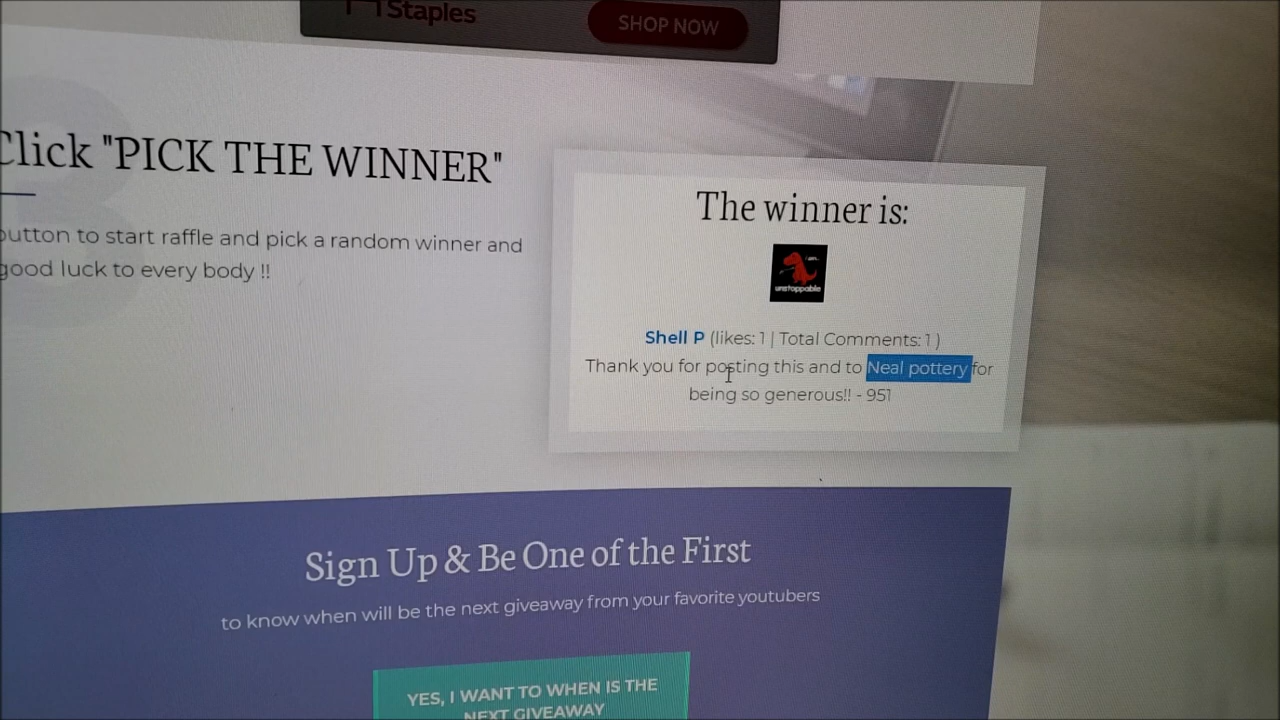 Staples
SHOP NOW
Click "PICK THE WINNER"
button to start raffle and pick a random winner and
good luck to every body !!
The winner is:
i am..
unstoppable
Shell P (likes: 1 | Total Comments: 1 )
Thank you for posting this and to Neal pottery for
being so generous!! - 951
Sign Up & Be One of the First
to know when will be the next giveaway from your favorite youtubers
YES, I WANT TO WHEN IS THE
NEXT GIVEAWAY